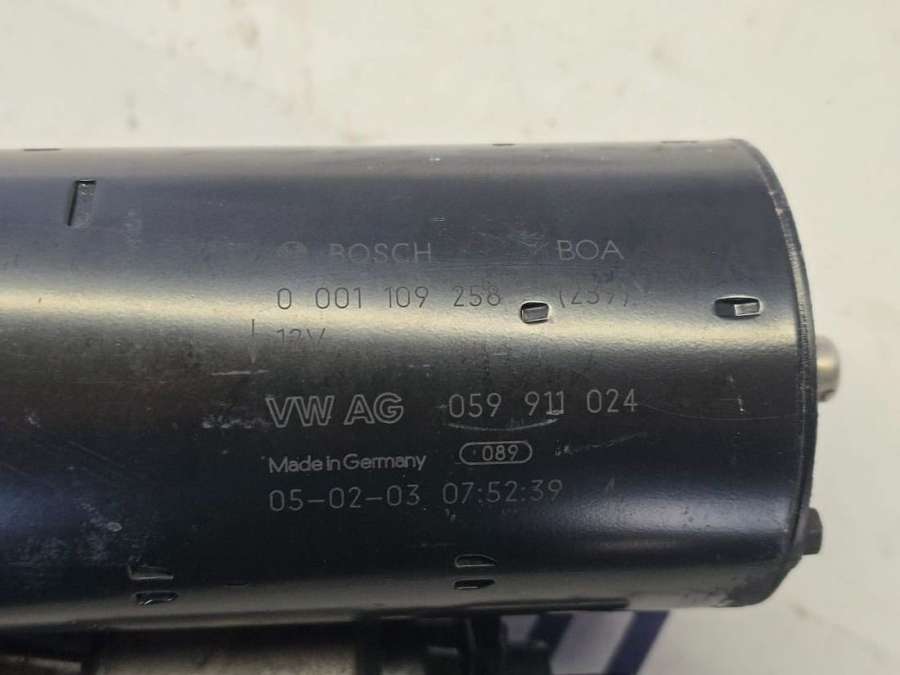 BOSCH BOA
0 001 109 258 (239)
12V
VW AG 059 911 024
Made in Germany 089
05-02-03 07:52:39